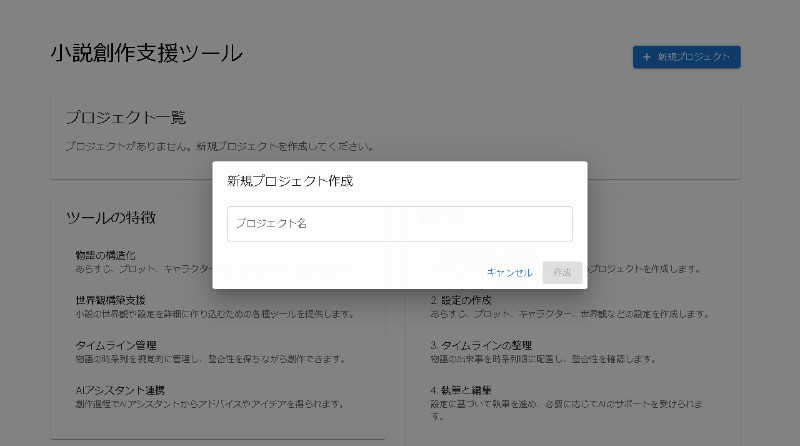 小説創作支援ツール
+ 新規プロジェクト
プロジェクト一覧
プロジェクトがありません。新規プロジェクトを作成してください。
新規プロジェクト作成
プロジェクト名
キャンセル
作成
ツールの特徴
物語の構造化
あらすじ、プロット、キャラクター
世界観構築支援
小説の世界観や設定を詳細に作り込むための各種ツールを提供します。
タイムライン管理
物語の時系列を視覚的に管理し、整合性を保ちながら創作できます。
AIアシスタント連携
創作過程でAIアシスタントからアドバイスやアイデアを得られます。
のプロジェクトを作成します。
2. 設定の作成
あらすじ、プロット、キャラクター、世界観などの設定を作成します。
3. タイムラインの整理
物語の出来事を時系列順に配置し、整合性を確認します。
4. 執筆と編集
設定に基づいて執筆を進め、必要に応じてAIのサポートを受けられま
す。